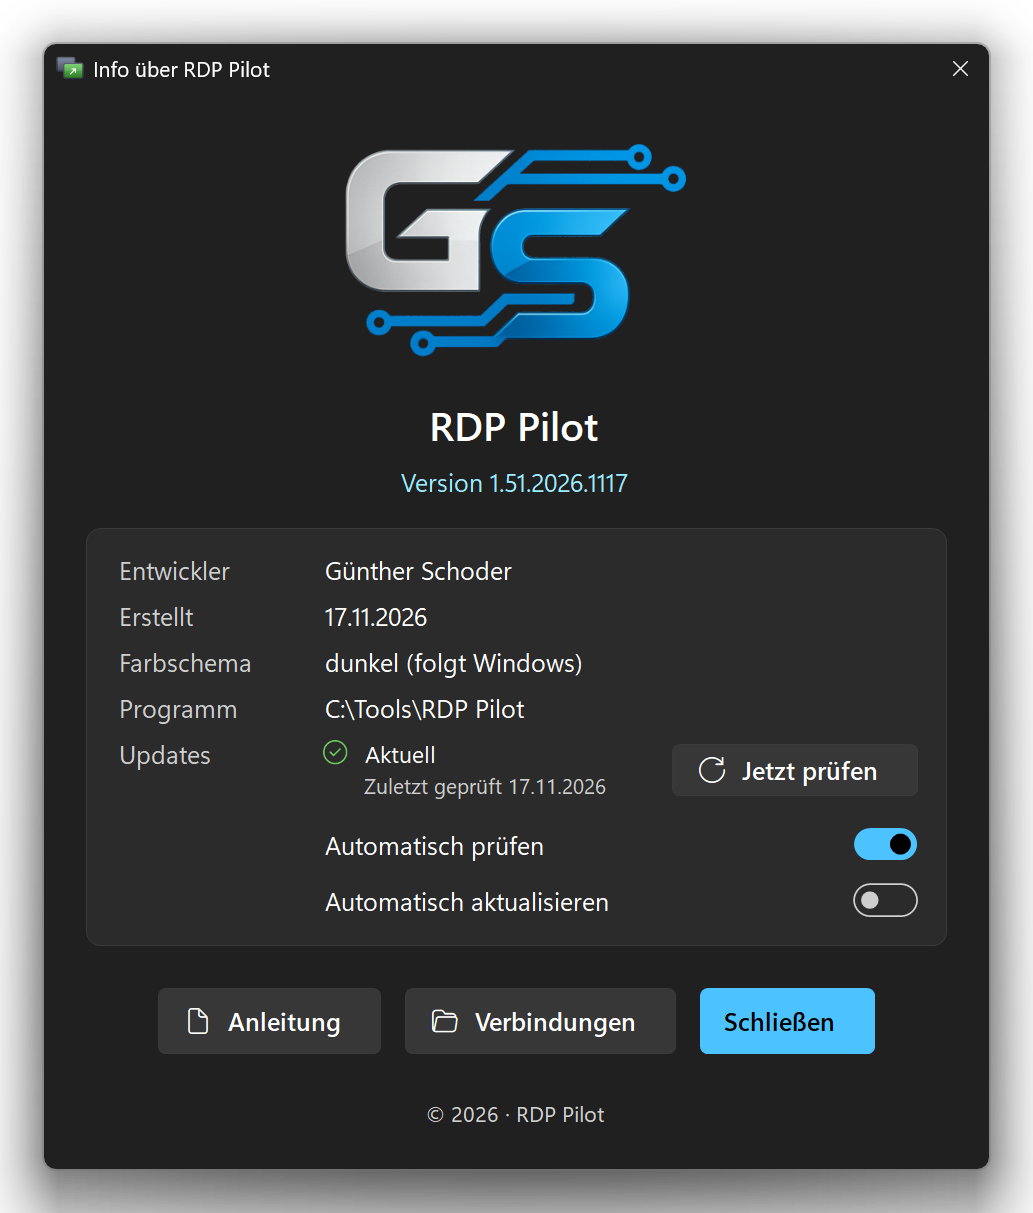 Info über RDP Pilot
GS
RDP Pilot
Version 1.51.2026.1117
Entwickler Günther Schoder
Erstellt 17.11.2026
Farbschema dunkel (folgt Windows)
Programm C:\Tools\RDP Pilot
Updates Aktuell
Zuletzt geprüft 17.11.2026
Jetzt prüfen
Automatisch prüfen
Automatisch aktualisieren
Anleitung Verbindungen Schließen
© 2026 · RDP Pilot